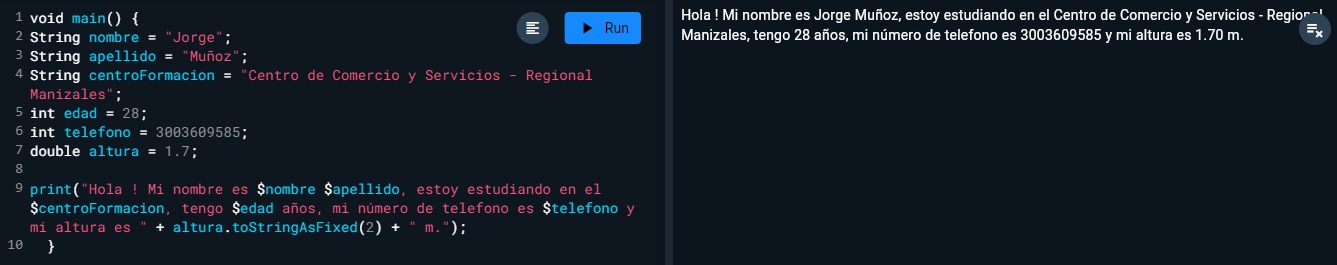 1 void main() {
2 String nombre = "Jorge";
3 String apellido = "Muñoz";
4 String centroFormacion = "Centro de Comercio y Servicios - Regional
Manizales";
5 int edad = 28;
6 int telefono = 3003609585;
7 double altura = 1.7;
8
9 print("Hola ! Mi nombre es $nombre $apellido, estoy estudiando en el
$centroFormacion, tengo $edad años, mi número de telefono es $telefono y
mi altura es " + altura.toStringAsFixed(2) + " m.");
10 }
Run
Hola ! Mi nombre es Jorge Muñoz, estoy estudiando en el Centro de Comercio y Servicios - Regional
Manizales, tengo 28 años, mi número de telefono es 3003609585 y mi altura es 1.70 m.